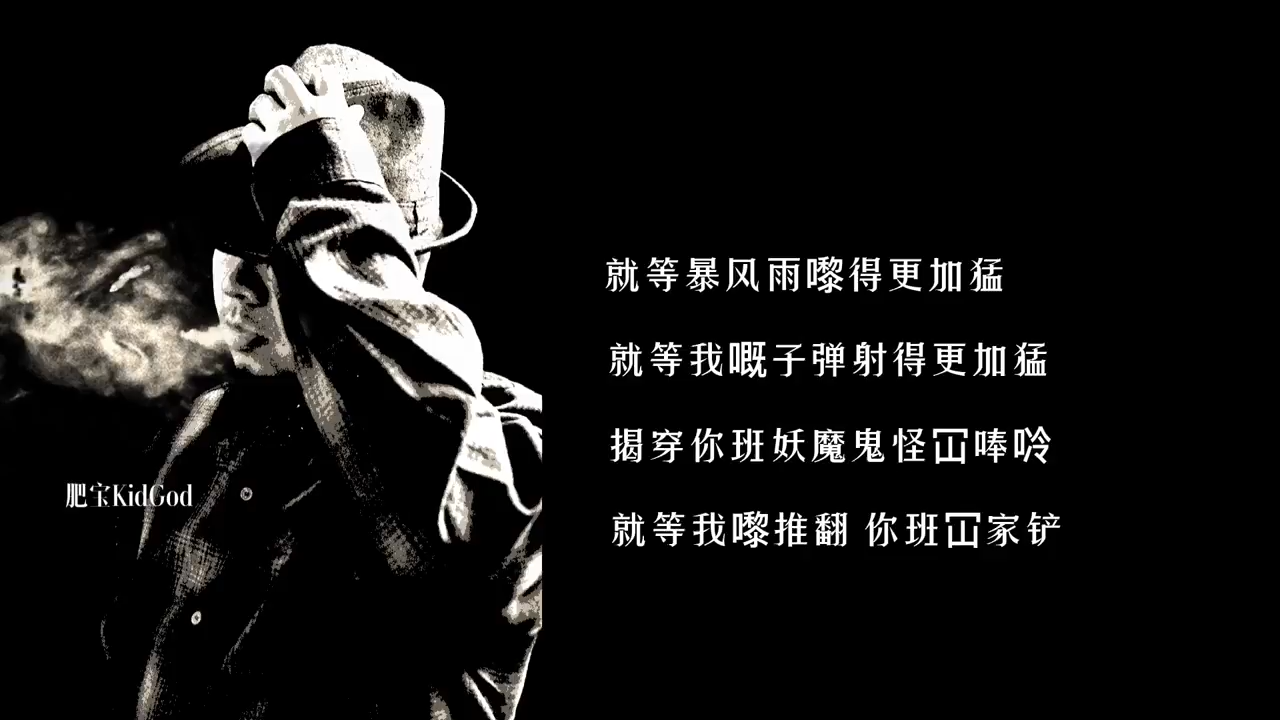 就等暴风雨嚟得更加猛
就等我嘅子弹射得更加猛
揭穿你班妖魔鬼怪冚唪呤
就等我嚟推翻 你班冚家铲
肥宝KidGod